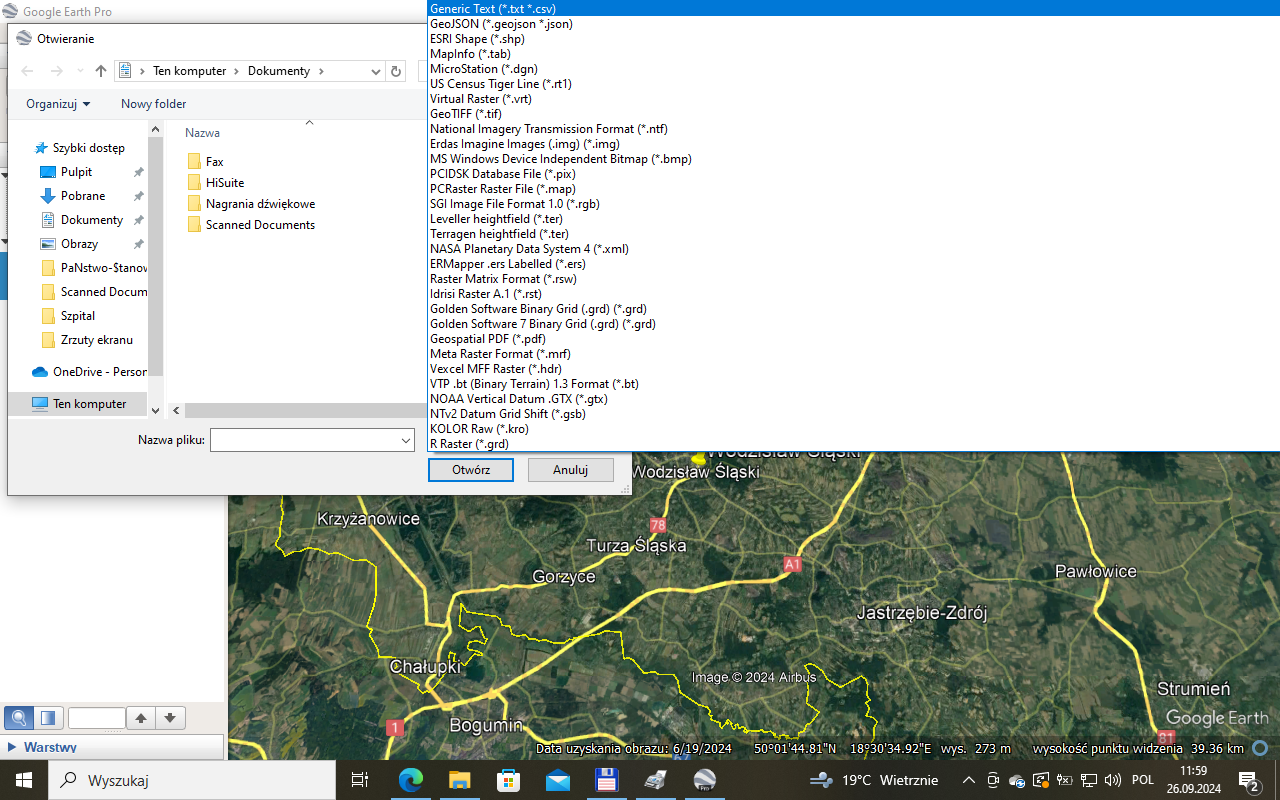 Google Earth Pro
Otwieranie
Ten komputer
Dokumenty
Organizuj
Nowy folder
Szybki dostęp
Pulpit
Pobrane
Dokumenty
Obrazy
PaNstwo-$tanow
Scanned Docum
Szpital
Zrzuty ekranu
OneDrive - Person
Ten komputer
Nazwa
Fax
HiSuite
Nagrania dźwiękowe
Scanned Documents
Nazwa pliku:
Generic Text (*.txt *.csv)
GeoJSON (*.geojson *.json)
ESRI Shape (*.shp)
MapInfo (*.tab)
MicroStation (*.dgn)
US Census Tiger Line (*.rt1)
Virtual Raster (*.vrt)
GeoTIFF (*.tif)
National Imagery Transmission Format (*.ntf)
Erdas Imagine Images (.img) (*.img)
MS Windows Device Independent Bitmap (*.bmp)
PCIDSK Database File (*.pix)
PCRaster Raster File (*.map)
SGI Image File Format 1.0 (*.rgb)
Leveller heightfield (*.ter)
Terragen heightfield (*.ter)
NASA Planetary Data System 4 (*.xml)
ERMapper .ers Labelled (*.ers)
Raster Matrix Format (*.rsw)
Idrisi Raster A.1 (*.rst)
Golden Software Binary Grid (.grd) (*.grd)
Golden Software 7 Binary Grid (.grd) (*.grd)
Geospatial PDF (*.pdf)
Meta Raster Format (*.mrf)
Vexcel MFF Raster (*.hdr)
VTP .bt (Binary Terrain) 1.3 Format (*.bt)
NOAA Vertical Datum .GTX (*.gtx)
NTv2 Datum Grid Shift (*.gsb)
KOLOR Raw (*.kro)
R Raster (*.grd)
Otwórz
Anuluj
Wodzisław Śląski
Wodzisław Śląski
Krzyżanowice
78
Turza Śląska
A1
Gorzyce
Pawłowice
Jastrzębie-Zdrój
Chałupki
Image © 2024 Airbus
Strumień
Google Earth
1
Bogumin
81
Data uzyskania obrazu: 6/19/2024 50°01'44.81"N 18°30'34.92"E wys. 273 m wysokość punktu widzenia 39.36 km
Warstwy
Wyszukaj
Pro
19°C Wietrznie
POL
11:59
26.09.2024
2